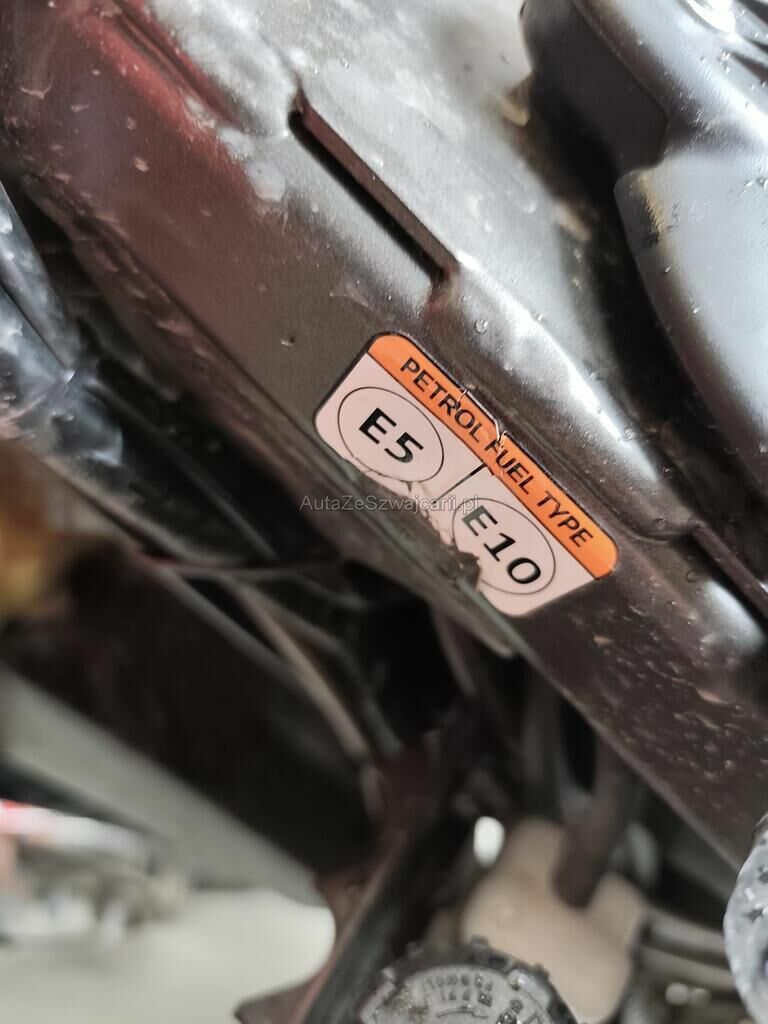 PETROL FUEL TYPE
E5
E10
AutaZeSzwajcarii.pl